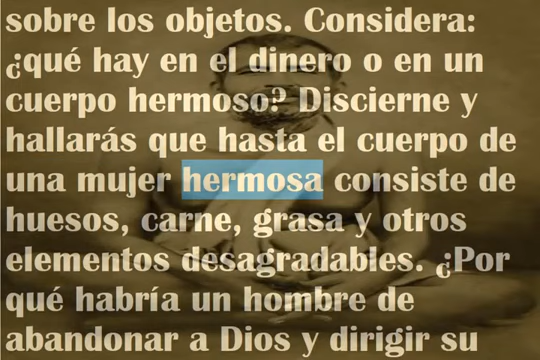 sobre los objetos. Considera:
¿qué hay en el dinero o en un
cuerpo hermoso? Discierne y
hallarás que hasta el cuerpo de
una mujer hermosa consiste de
huesos, carne, grasa y otros
elementos desagradables. ¿Por
qué habría un hombre de
abandonar a Dios y dirigir su